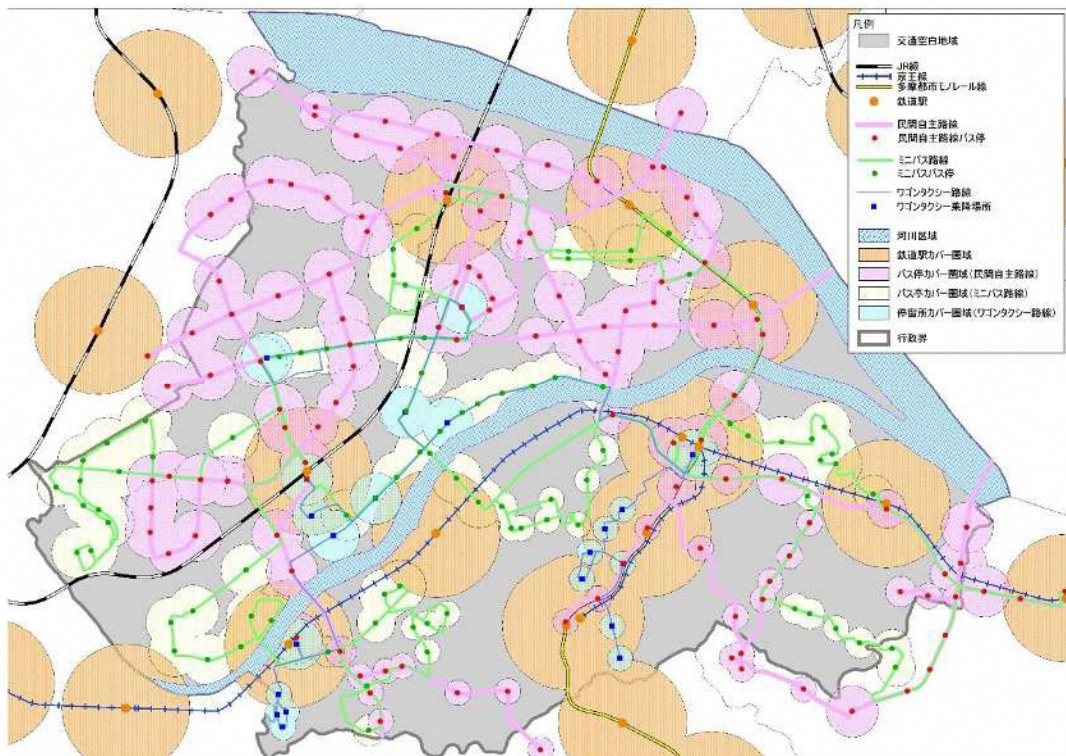 凡例
交通空白地域
JR線
京王線
多摩都市モノレール線
鉄道駅
民間自主路線
民間自主路線バス停
ミニバス路線
ミニバスバス停
ワゴンタクシー路線
ワゴンタクシー乗降場所
河川区域
鉄道駅カバー圏域
バス停カバー圏域(民間自主路線)
バス停カバー圏域(ミニバス路線)
停留所カバー圏域(ワゴンタクシー路線)
行政界